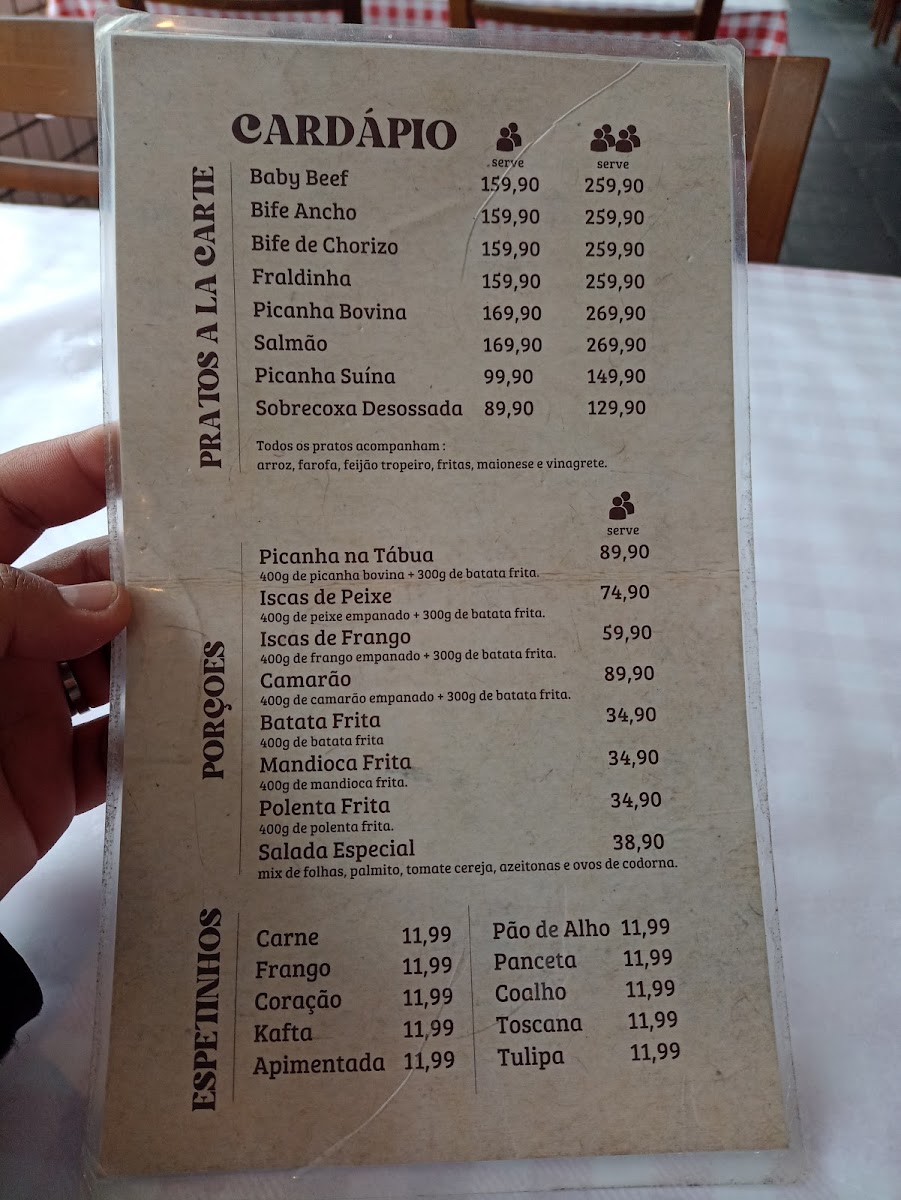 CARDÁPIO
serve serve
PRATOS A LA CARTE
Baby Beef 159,90 259,90
Bife Ancho 159,90 259,90
Bife de Chorizo 159,90 259,90
Fraldinha 159,90 259,90
Picanha Bovina 169,90 269,90
Salmão 169,90 269,90
Picanha Suína 99,90 149,90
Sobrecoxa Desossada 89,90 129,90
Todos os pratos acompanham :
arroz, farofa, feijão tropeiro, fritas, maionese e vinagrete.
serve
PORÇOES
Picanha na Tábua 89,90
400g de picanha bovina + 300g de batata frita.
Iscas de Peixe 74,90
400g de peixe empanado + 300g de batata frita.
Iscas de Frango 59,90
400g de frango empanado + 300g de batata frita.
Camarão 89,90
400g de camarão empanado + 300g de batata frita.
Batata Frita 34,90
400g de batata frita
Mandioca Frita 34,90
400g de mandioca frita.
Polenta Frita 34,90
400g de polenta frita.
Salada Especial 38,90
mix de folhas, palmito, tomate cereja, azeitonas e ovos de codorna.
ESPETINHOS
Carne 11,99 Pão de Alho 11,99
Frango 11,99 Panceta 11,99
Coração 11,99 Coalho 11,99
Kafta 11,99 Toscana 11,99
Apimentada 11,99 Tulipa 11,99